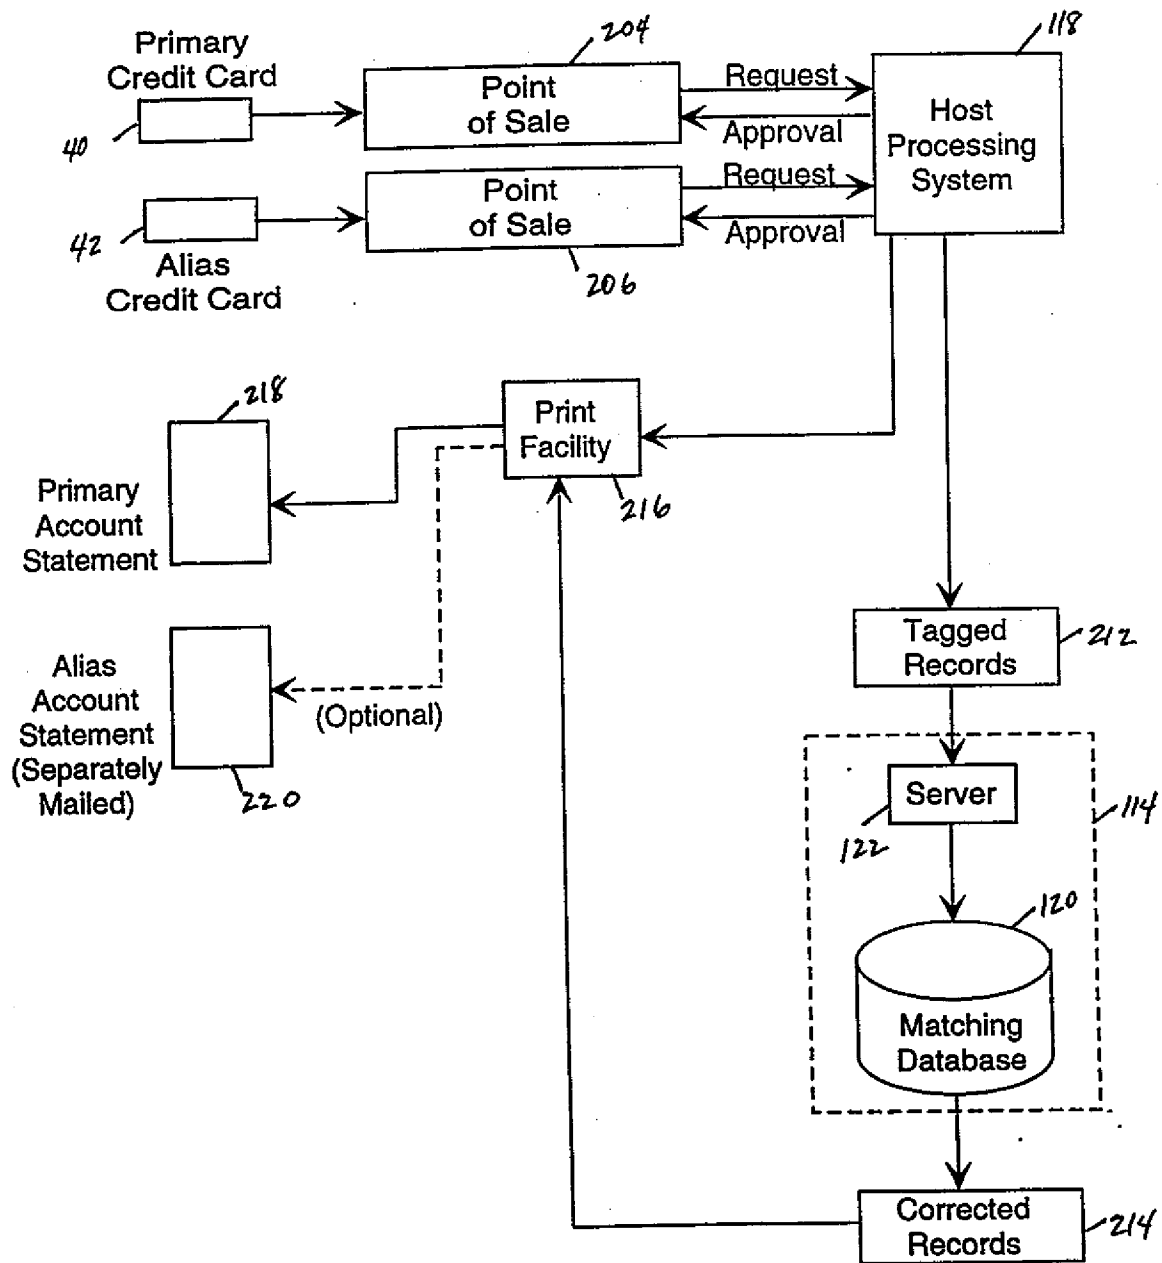 Primary
Credit Card
40
204
Point
of Sale
Request
Approval
118
Host
Processing
System
42
Alias
Credit Card
Point
of Sale
206
Request
Approval
218
Primary
Account
Statement
Print
Facility
216
Alias
Account
Statement
(Separately
Mailed)
220
(Optional)
Tagged
Records
212
Server
122
114
120
Matching
Database
Corrected
Records
214